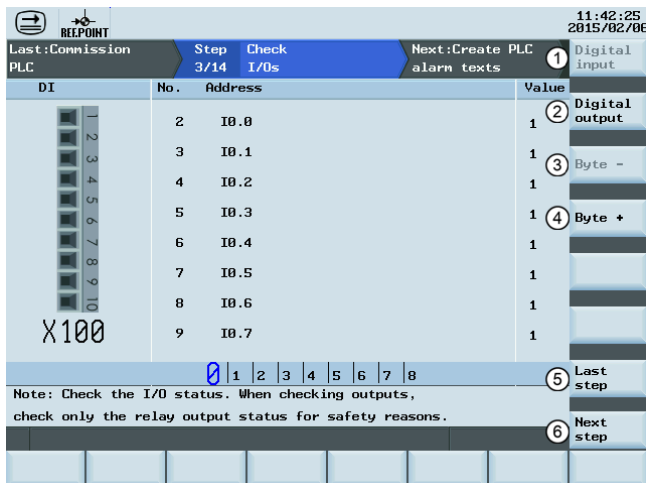 REF.POINT
11:42:25
2015/02/06
Last:Commission PLC
Step 3/14
Check I/Os
Next:Create PLC alarm texts
1
Digital input
DI No. Address Value
2 I0.0 1
3 I0.1 1
4 I0.2 1
5 I0.3 1
6 I0.4 1
7 I0.5 1
8 I0.6 1
9 I0.7 1
1
2
3
4
5
6
7
8
9
10
X100
2
Digital output
3
Byte -
4
Byte +
0 1 2 3 4 5 6 7 8
5
Last step
Note: Check the I/O status. When checking outputs,
check only the relay output status for safety reasons.
6
Next step